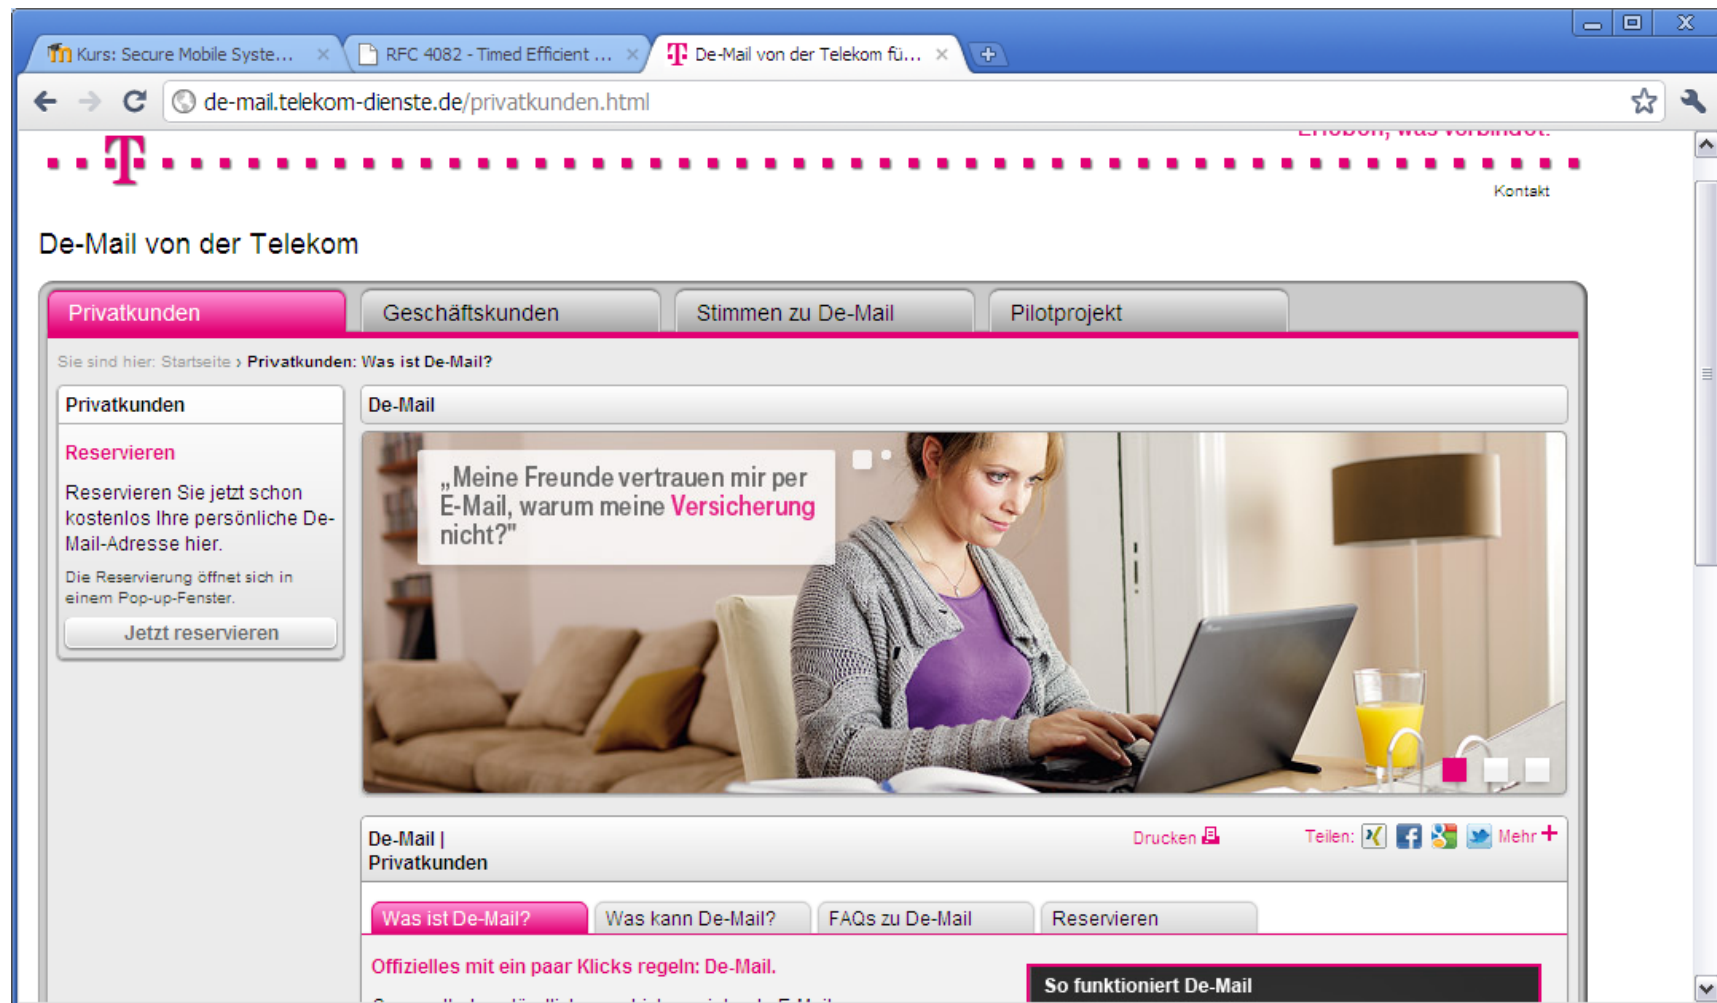 Kurs: Secure Mobile Syste...
RFC 4082 - Timed Efficient ...
De-Mail von der Telekom fü...
de-mail.telekom-dienste.de/privatkunden.html
Erleben, was verbindet.
T
Kontakt
De-Mail von der Telekom
Privatkunden
Geschäftskunden
Stimmen zu De-Mail
Pilotprojekt
Sie sind hier: Startseite › Privatkunden: Was ist De-Mail?
Privatkunden
Reservieren
Reservieren Sie jetzt schon
kostenlos Ihre persönliche De-
Mail-Adresse hier.
Die Reservierung öffnet sich in
einem Pop-up-Fenster.
Jetzt reservieren
De-Mail
„Meine Freunde vertrauen mir per
E-Mail, warum meine Versicherung
nicht?"
De-Mail |
Privatkunden
Drucken
Teilen:
Mehr
Was ist De-Mail?
Was kann De-Mail?
FAQs zu De-Mail
Reservieren
Offizielles mit ein paar Klicks regeln: De-Mail.
So funktioniert De-Mail